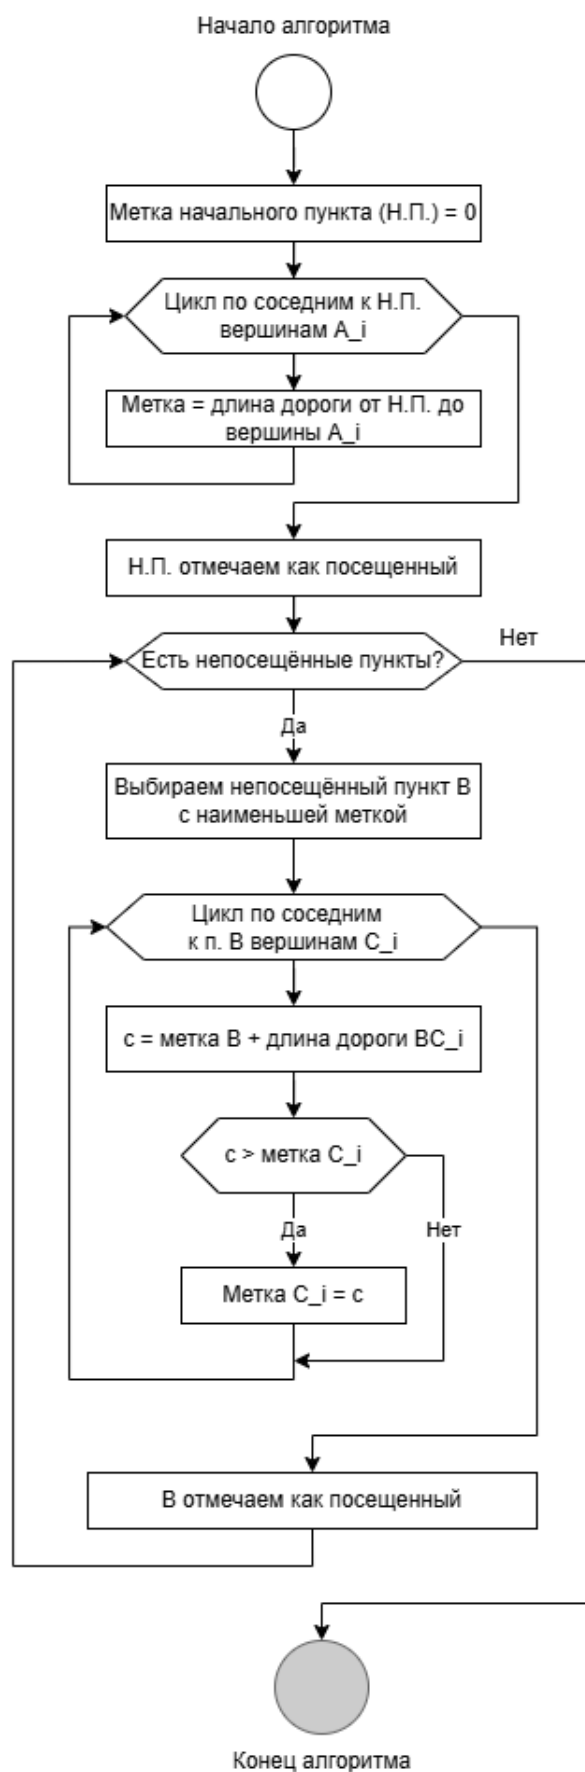 Начало алгоритма
Метка начального пункта (Н.П.) = 0
Цикл по соседним к Н.П.
вершинам A_i
Метка = длина дороги от Н.П. до
вершины A_i
Н.П. отмечаем как посещенный
Есть непосещённые пункты?
Нет
Да
Выбираем непосещённый пункт В
с наименьшей меткой
Цикл по соседним
к п. В вершинам C_i
c = метка В + длина дороги BC_i
c > метка C_i
Да
Нет
Метка C_i = c
В отмечаем как посещенный
Конец алгоритма